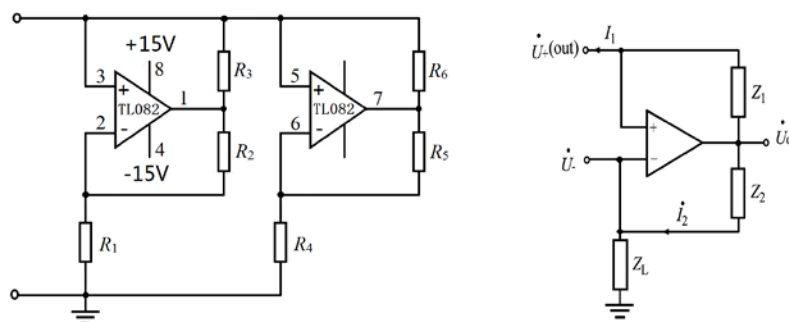 +15V
3
8
+
TL082
1
2
-
4
-15V
R3
R2
R1
5
+
TL082
7
6
-
R6
R5
R4
U̇+(out)
I1
Z1
+
-
U̇-
Z2
İ2
ZL